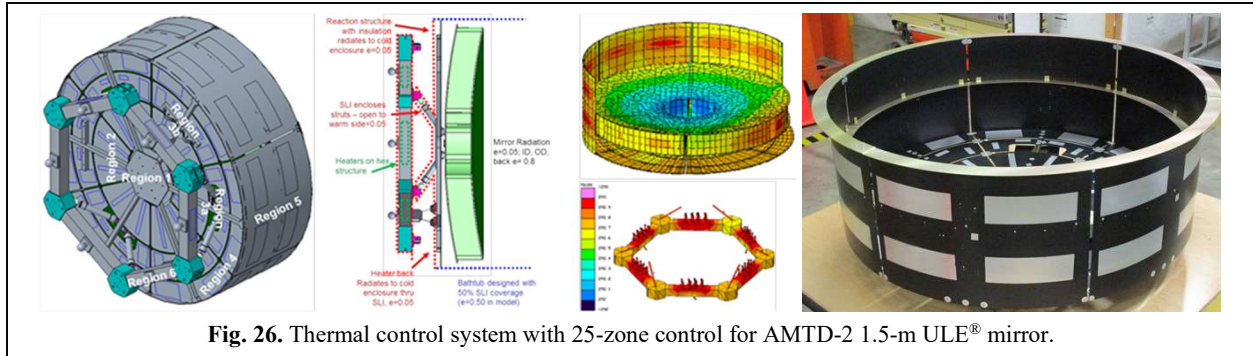 Region
3b
Region 2
Region 1
Region
3a
Region 5
Region 6
Region 4
Reaction structure
with insulation
radiates to cold
enclosure e=0.05
SLI encloses
struts – open to
warm side=0.05
Heaters on hex
structure
Mirror Radiation
e=0.05; ID, OD,
back e= 0.8
Heater back
Radiates to cold
enclosure thru
SLI, e=0.05
Bathtub designed with
50% SLI coverage
(e=0.50 in model)
Fig. 26. Thermal control system with 25-zone control for AMTD-2 1.5-m ULE® mirror.